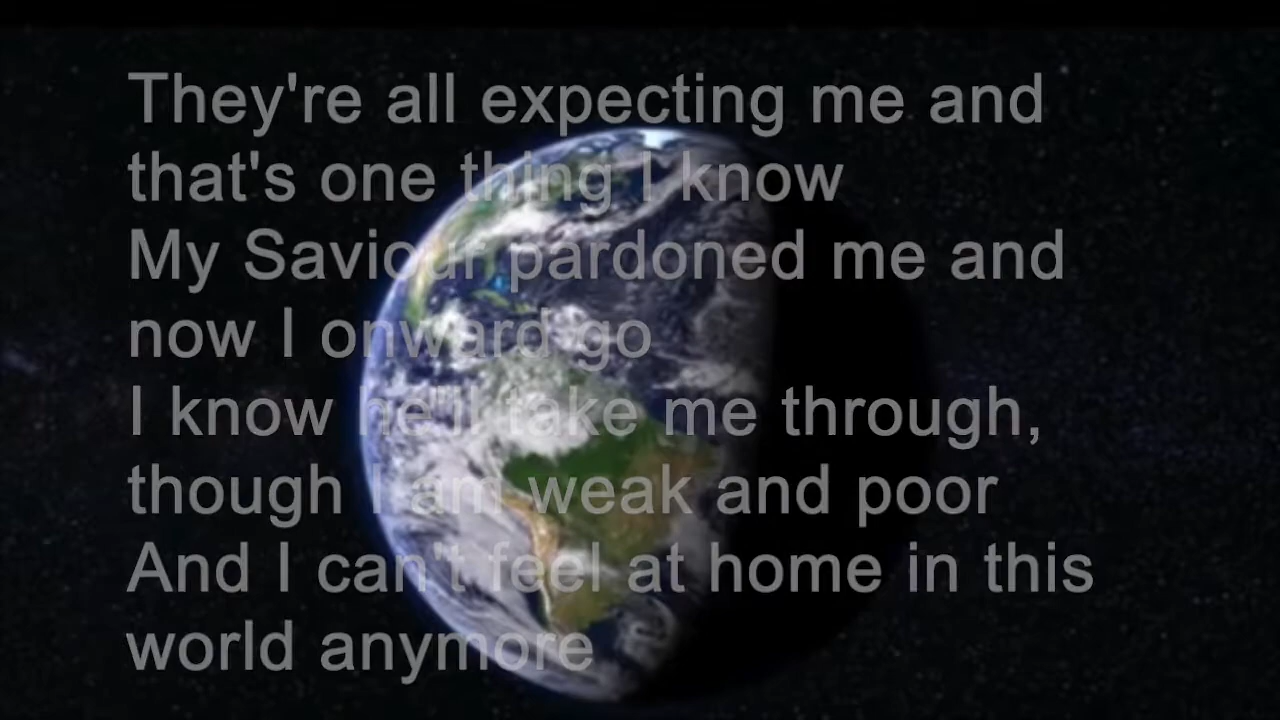 They're all expecting me and
that's one thing I know
My Saviour pardoned me and
now I onward go
I know he'll take me through,
though I am weak and poor
And I can't feel at home in this
world anymore